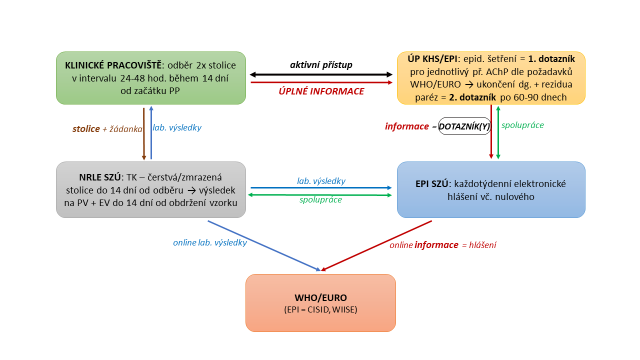 KLINICKÉ PRACOVIŠTĚ: odběr 2x stolice
v intervalu 24-48 hod. během 14 dní
od začátku PP
aktivní přístup
ÚPLNÉ INFORMACE
ÚP KHS/EPI: epid. šetření = 1. dotazník
pro jednotlivý př. AChP dle požadavků
WHO/EURO → ukončení dg. + rezidua
paréz = 2. dotazník po 60-90 dnech
stolice + žádanka
lab. výsledky
informace – DOTAZNÍK(Y)
spolupráce
NRLE SZÚ: TK – čerstvá/zmrazená
stolice do 14 dní od odběru → výsledek
na PV + EV do 14 dní od obdržení vzorku
lab. výsledky
spolupráce
EPI SZÚ: každotýdenní elektronické
hlášení vč. nulového
online lab. výsledky
online informace = hlášení
WHO/EURO
(EPI = CISID, WIISE)